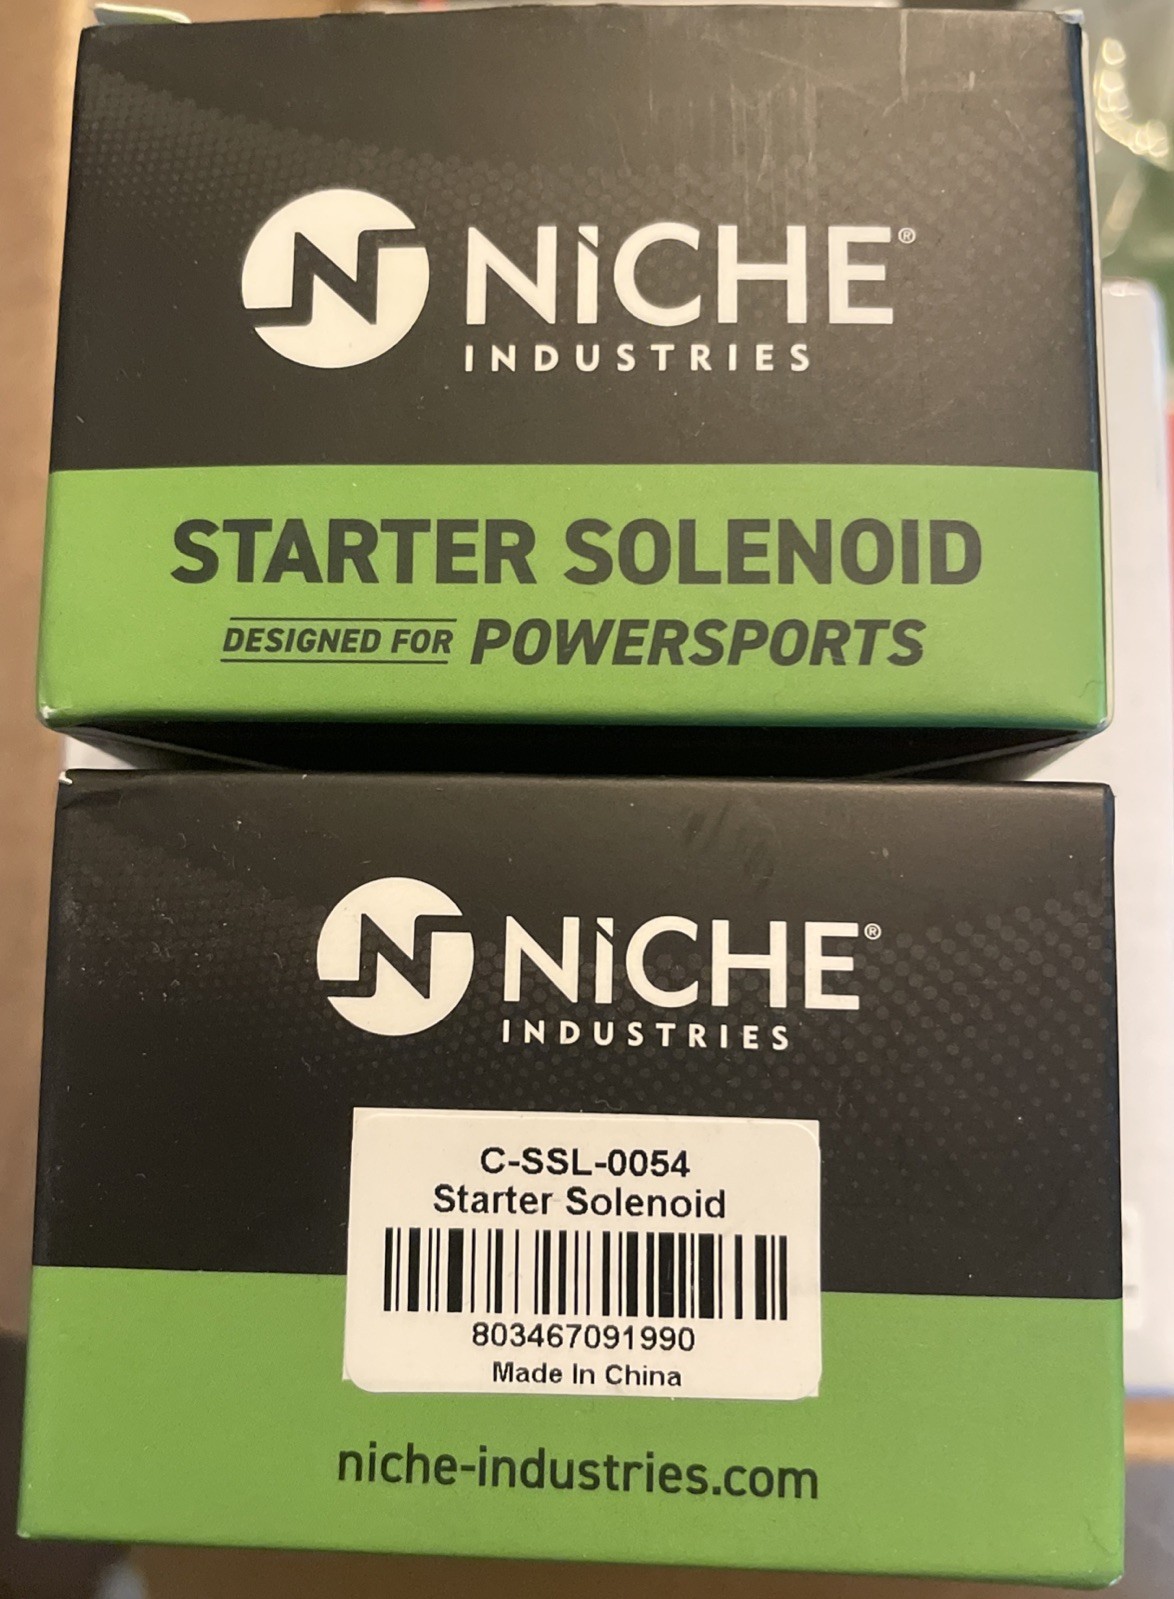 N NiCHE®
INDUSTRIES
STARTER SOLENOID
DESIGNED FOR POWERSPORTS
N NiCHE®
INDUSTRIES
C-SSL-0054
Starter Solenoid
803467091990
Made In China
niche-industries.com